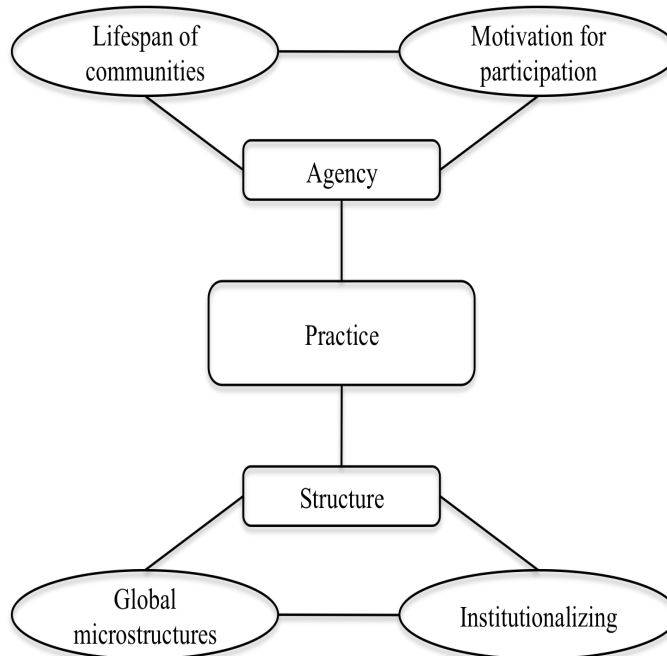 Lifespan of
communities
Motivation for
participation
Agency
Practice
Structure
Global
microstructures
Institutionalizing